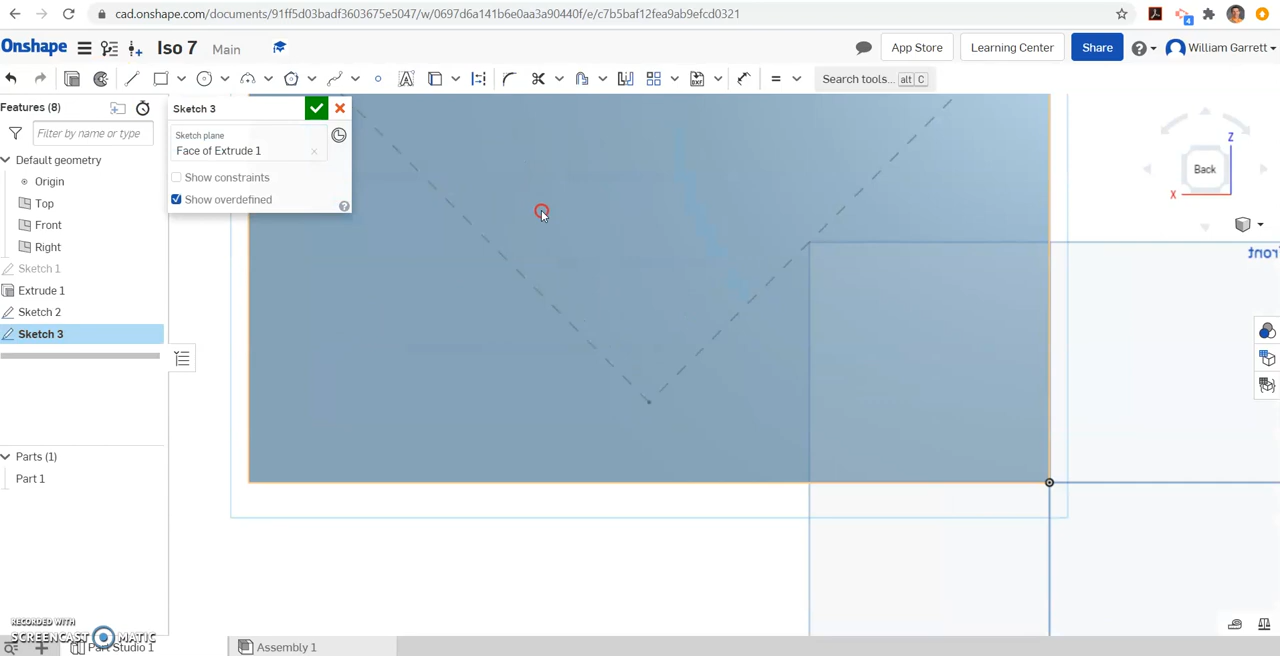 cad.onshape.com/documents/91ff5d03badf3603675e5047/w/0697d6a141b6e0aa3a90440f/e/c7b5baf12fea9ab9efcd0321
4
Onshape
Iso 7
Main
App Store
Learning Center
Share
William Garrett
Search tools... alt C
Features (8)
Filter by name or type
Default geometry
Origin
Top
Front
Right
Sketch 1
Extrude 1
Sketch 2
Sketch 3
Parts (1)
Part 1
Sketch 3
Sketch plane
Face of Extrude 1
Show constraints
Show overdefined
Z
Back
X
Front
RECORDED WITH
SCREENCAST MATIC
Part Studio 1
Assembly 1